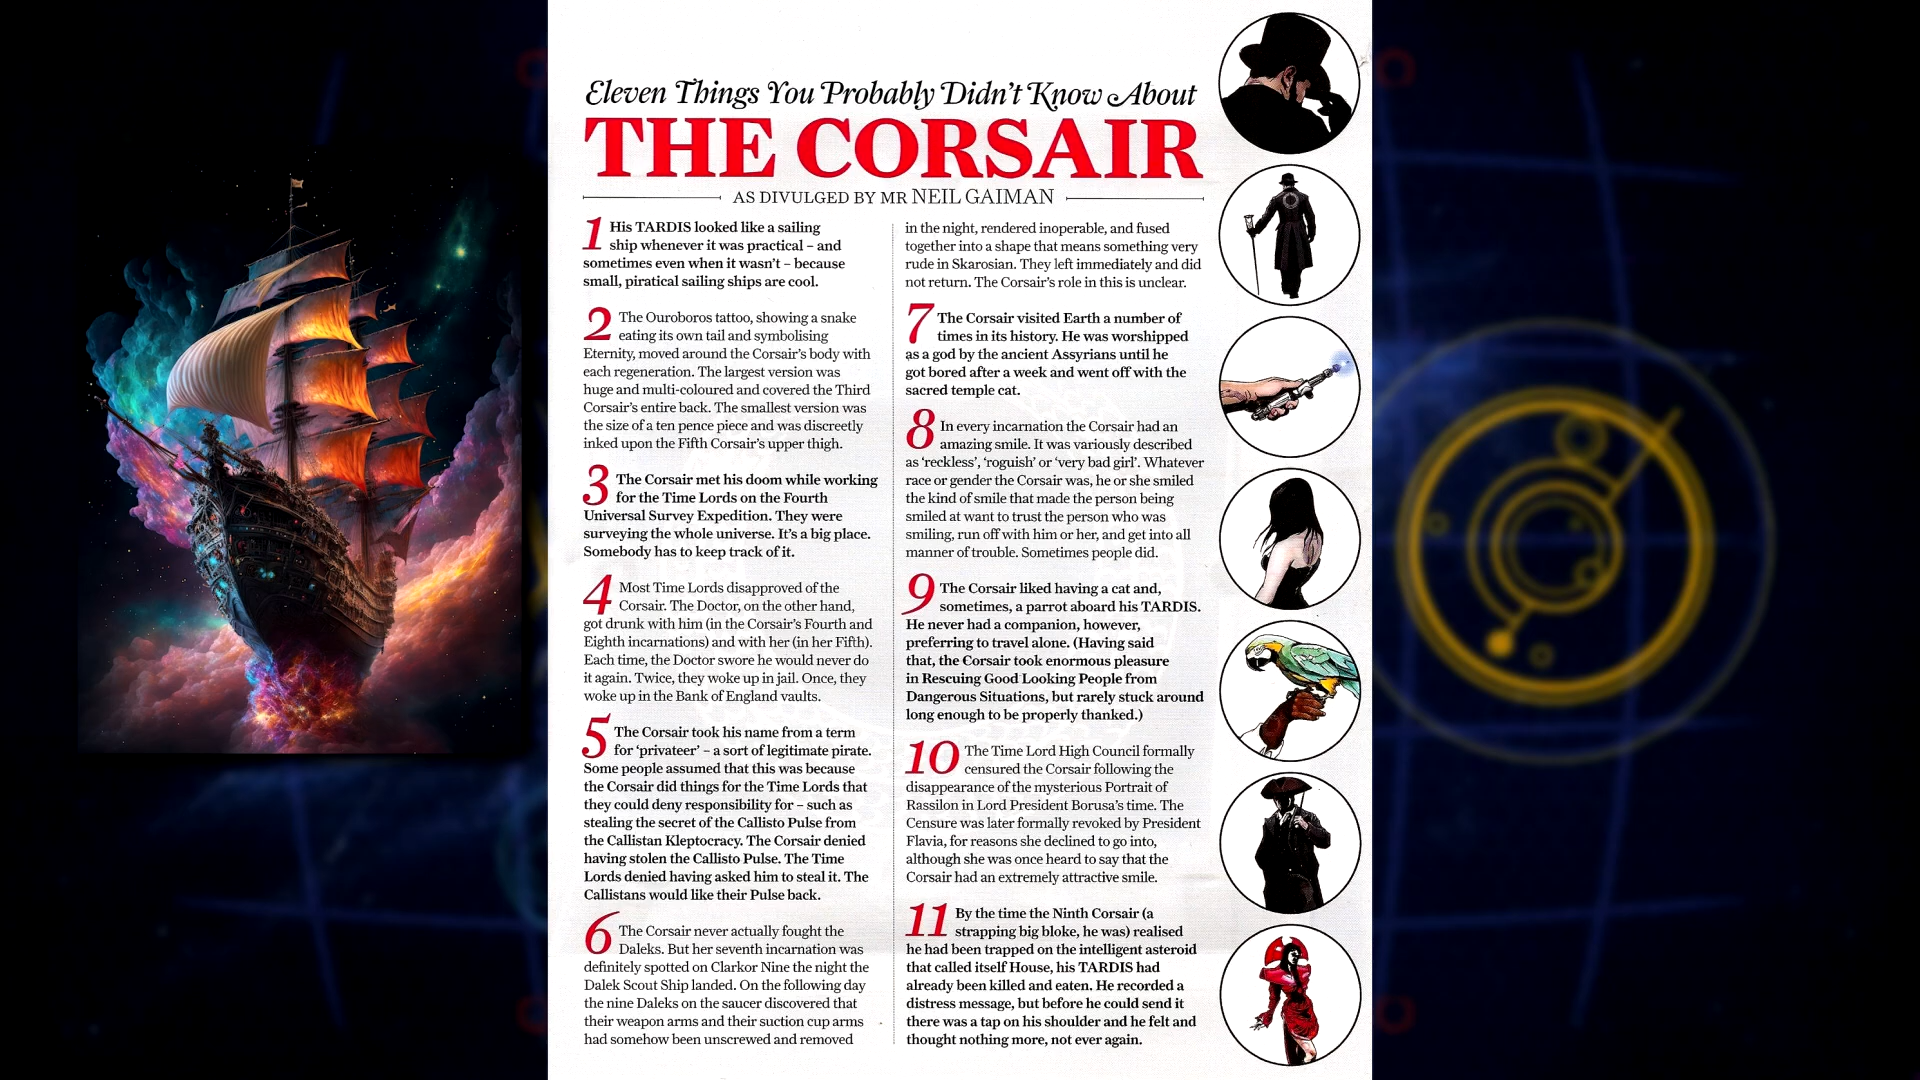 Eleven Things You Probably Didn't Know About
THE CORSAIR
AS DIVULGED BY MR NEIL GAIMAN
1 His TARDIS looked like a sailing
ship whenever it was practical – and
sometimes even when it wasn't – because
small, piratical sailing ships are cool.
2 The Ouroboros tattoo, showing a snake
eating its own tail and symbolising
Eternity, moved around the Corsair's body with
each regeneration. The largest version was
huge and multi-coloured and covered the Third
Corsair's entire back. The smallest version was
the size of a ten pence piece and was discreetly
inked upon the Fifth Corsair's upper thigh.
3 The Corsair met his doom while working
for the Time Lords on the Fourth
Universal Survey Expedition. They were
surveying the whole universe. It's a big place.
Somebody has to keep track of it.
4 Most Time Lords disapproved of the
Corsair. The Doctor, on the other hand,
got drunk with him (in the Corsair's Fourth and
Eighth incarnations) and with her (in her Fifth).
Each time, the Doctor swore he would never do
it again. Twice, they woke up in jail. Once, they
woke up in the Bank of England vaults.
5 The Corsair took his name from a term
for 'privateer' – a sort of legitimate pirate.
Some people assumed that this was because
the Corsair did things for the Time Lords that
they could deny responsibility for – such as
stealing the secret of the Callisto Pulse from
the Callistan Kleptocracy. The Corsair denied
having stolen the Callisto Pulse. The Time
Lords denied having asked him to steal it. The
Callistans would like their Pulse back.
6 The Corsair never actually fought the
Daleks. But her seventh incarnation was
definitely spotted on Clarkor Nine the night the
Dalek Scout Ship landed. On the following day
the nine Daleks on the saucer discovered that
their weapon arms and their suction cup arms
had somehow been unscrewed and removed
in the night, rendered inoperable, and fused
together into a shape that means something very
rude in Skarosian. They left immediately and did
not return. The Corsair's role in this is unclear.
7 The Corsair visited Earth a number of
times in its history. He was worshipped
as a god by the ancient Assyrians until he
got bored after a week and went off with the
sacred temple cat.
8 In every incarnation the Corsair had an
amazing smile. It was variously described
as 'reckless', 'roguish' or 'very bad girl'. Whatever
race or gender the Corsair was, he or she smiled
the kind of smile that made the person being
smiled at want to trust the person who was
smiling, run off with him or her, and get into all
manner of trouble. Sometimes people did.
9 The Corsair liked having a cat and,
sometimes, a parrot aboard his TARDIS.
He never had a companion, however,
preferring to travel alone. (Having said
that, the Corsair took enormous pleasure
in Rescuing Good Looking People from
Dangerous Situations, but rarely stuck around
long enough to be properly thanked.)
10 The Time Lord High Council formally
censured the Corsair following the
disappearance of the mysterious Portrait of
Rassilon in Lord President Borusa's time. The
Censure was later formally revoked by President
Flavia, for reasons she declined to go into,
although she was once heard to say that the
Corsair had an extremely attractive smile.
11 By the time the Ninth Corsair (a
strapping big bloke, he was) realised
he had been trapped on the intelligent asteroid
that called itself House, his TARDIS had
already been killed and eaten. He recorded a
distress message, but before he could send it
there was a tap on his shoulder and he felt and
thought nothing more, not ever again.